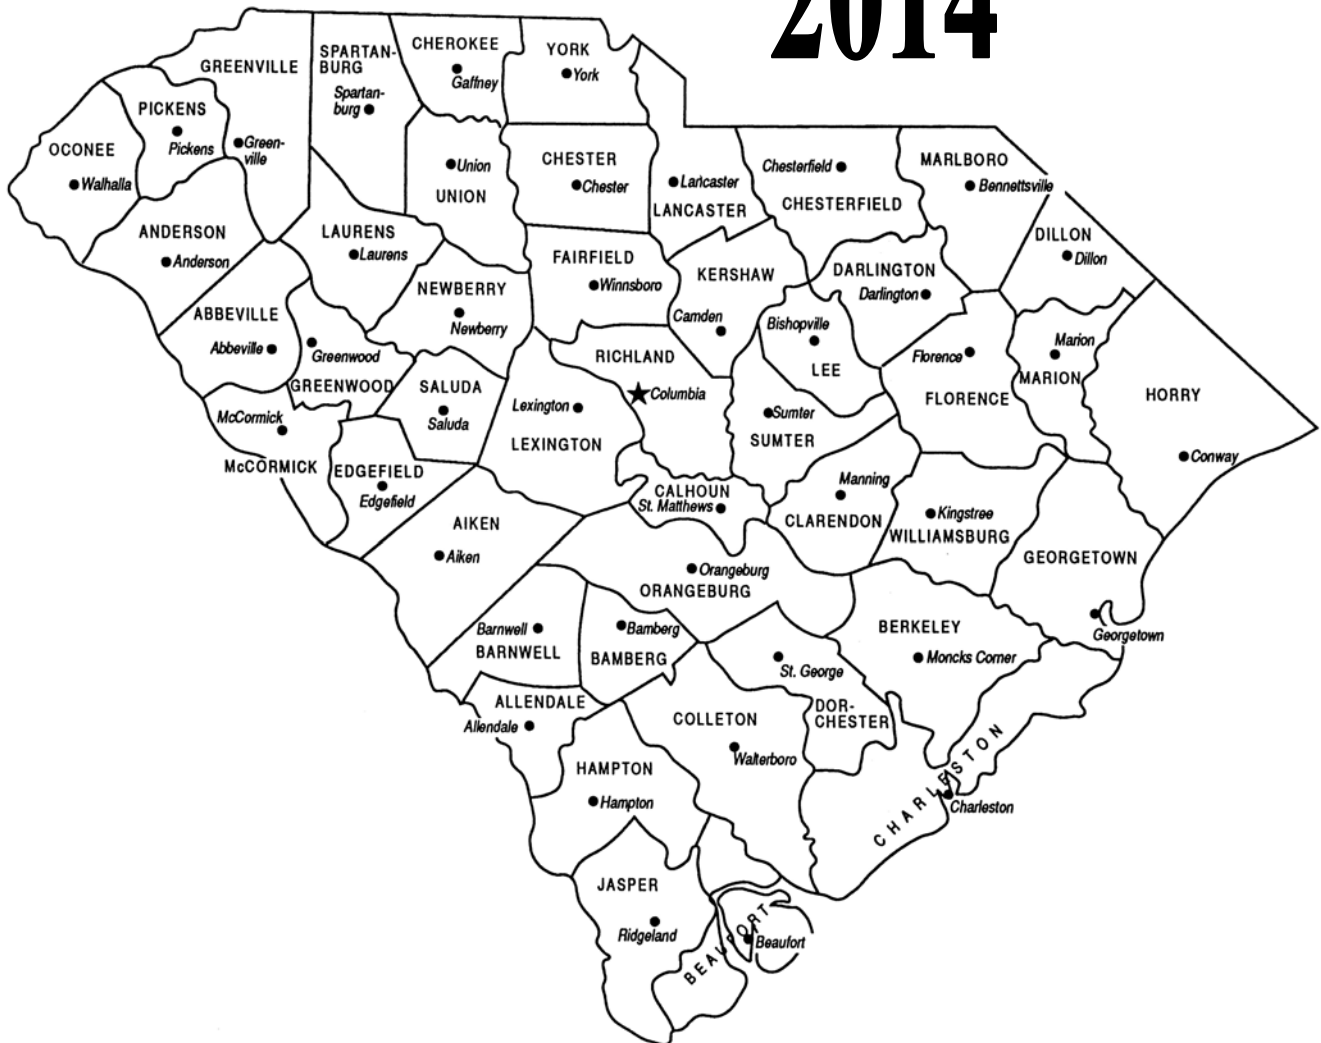 2014
CHEROKEE
Gaffney
YORK
York
SPARTAN-
BURG
Spartan-
burg
GREENVILLE
Green-
ville
PICKENS
Pickens
OCONEE
Walhalla
Union
UNION
CHESTER
Chester
Lancaster
LANCASTER
Chesterfield
CHESTERFIELD
MARLBORO
Bennettsville
ANDERSON
Anderson
LAURENS
Laurens
FAIRFIELD
Winnsboro
KERSHAW
Camden
DARLINGTON
Darlington
DILLON
Dillon
NEWBERRY
Newberry
ABBEVILLE
Abbeville
Greenwood
GREENWOOD
SALUDA
Saluda
RICHLAND
Columbia
Bishopville
LEE
Florence
FLORENCE
Marion
MARION
HORRY
Conway
McCormick
McCORMICK
Lexington
LEXINGTON
Sumter
SUMTER
EDGEFIELD
Edgefield
CALHOUN
St. Matthews
Manning
CLARENDON
Kingstree
WILLIAMSBURG
AIKEN
Aiken
GEORGETOWN
Georgetown
Orangeburg
ORANGEBURG
Barnwell
BARNWELL
Bamberg
BAMBERG
BERKELEY
Moncks Corner
St. George
DOR-
CHESTER
ALLENDALE
Allendale
COLLETON
Walterboro
HAMPTON
Hampton
CHARLESTON
Charleston
JASPER
Ridgeland
BEAUFORT
Beaufort